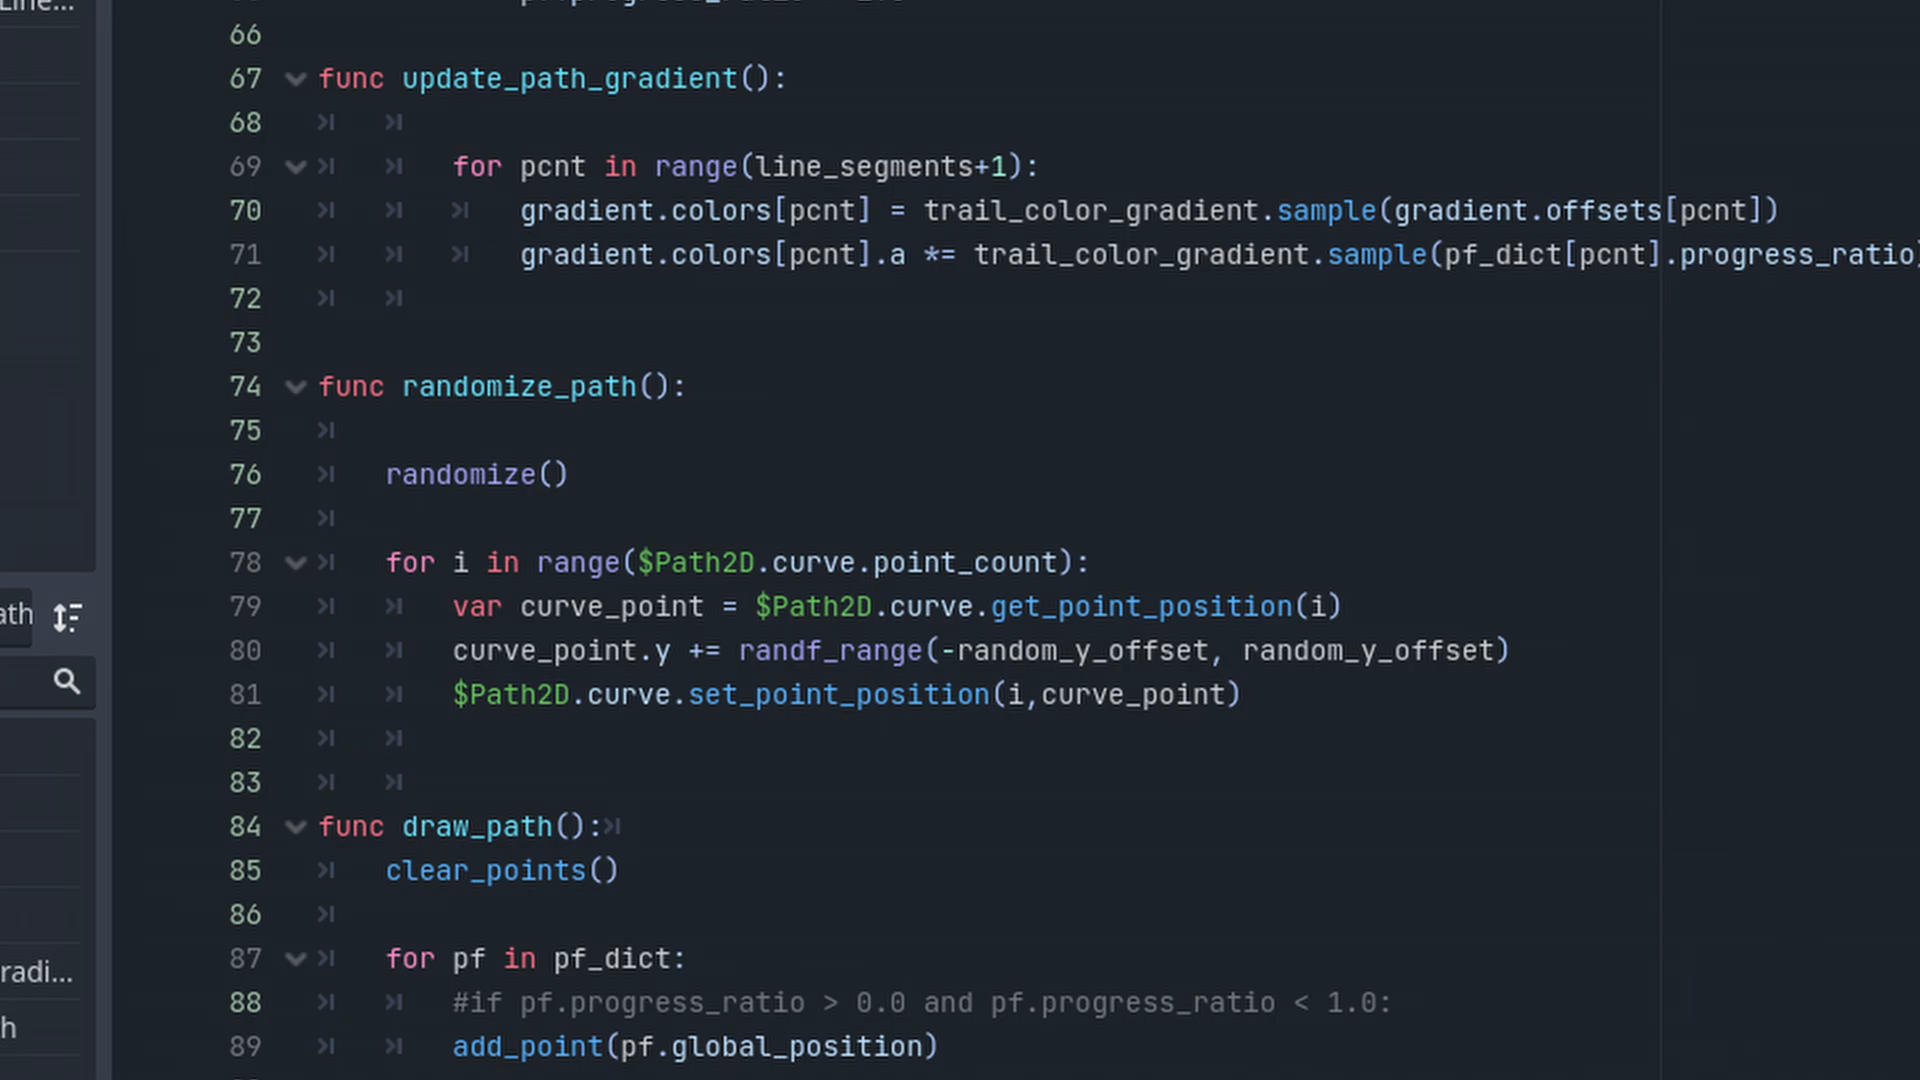 Line...
66
67 func update_path_gradient():
68
69 for pcnt in range(line_segments+1):
70 gradient.colors[pcnt] = trail_color_gradient.sample(gradient.offsets[pcnt])
71 gradient.colors[pcnt].a *= trail_color_gradient.sample(pf_dict[pcnt].progress_ratio)
72
73
74 func randomize_path():
75
76 randomize()
77
78 for i in range($Path2D.curve.point_count):
79 var curve_point = $Path2D.curve.get_point_position(i)
80 curve_point.y += randf_range(-random_y_offset, random_y_offset)
81 $Path2D.curve.set_point_position(i,curve_point)
82
83
84 func draw_path():
85 clear_points()
86
87 for pf in pf_dict:
88 #if pf.progress_ratio > 0.0 and pf.progress_ratio < 1.0:
89 add_point(pf.global_position)
ath
radi...
h